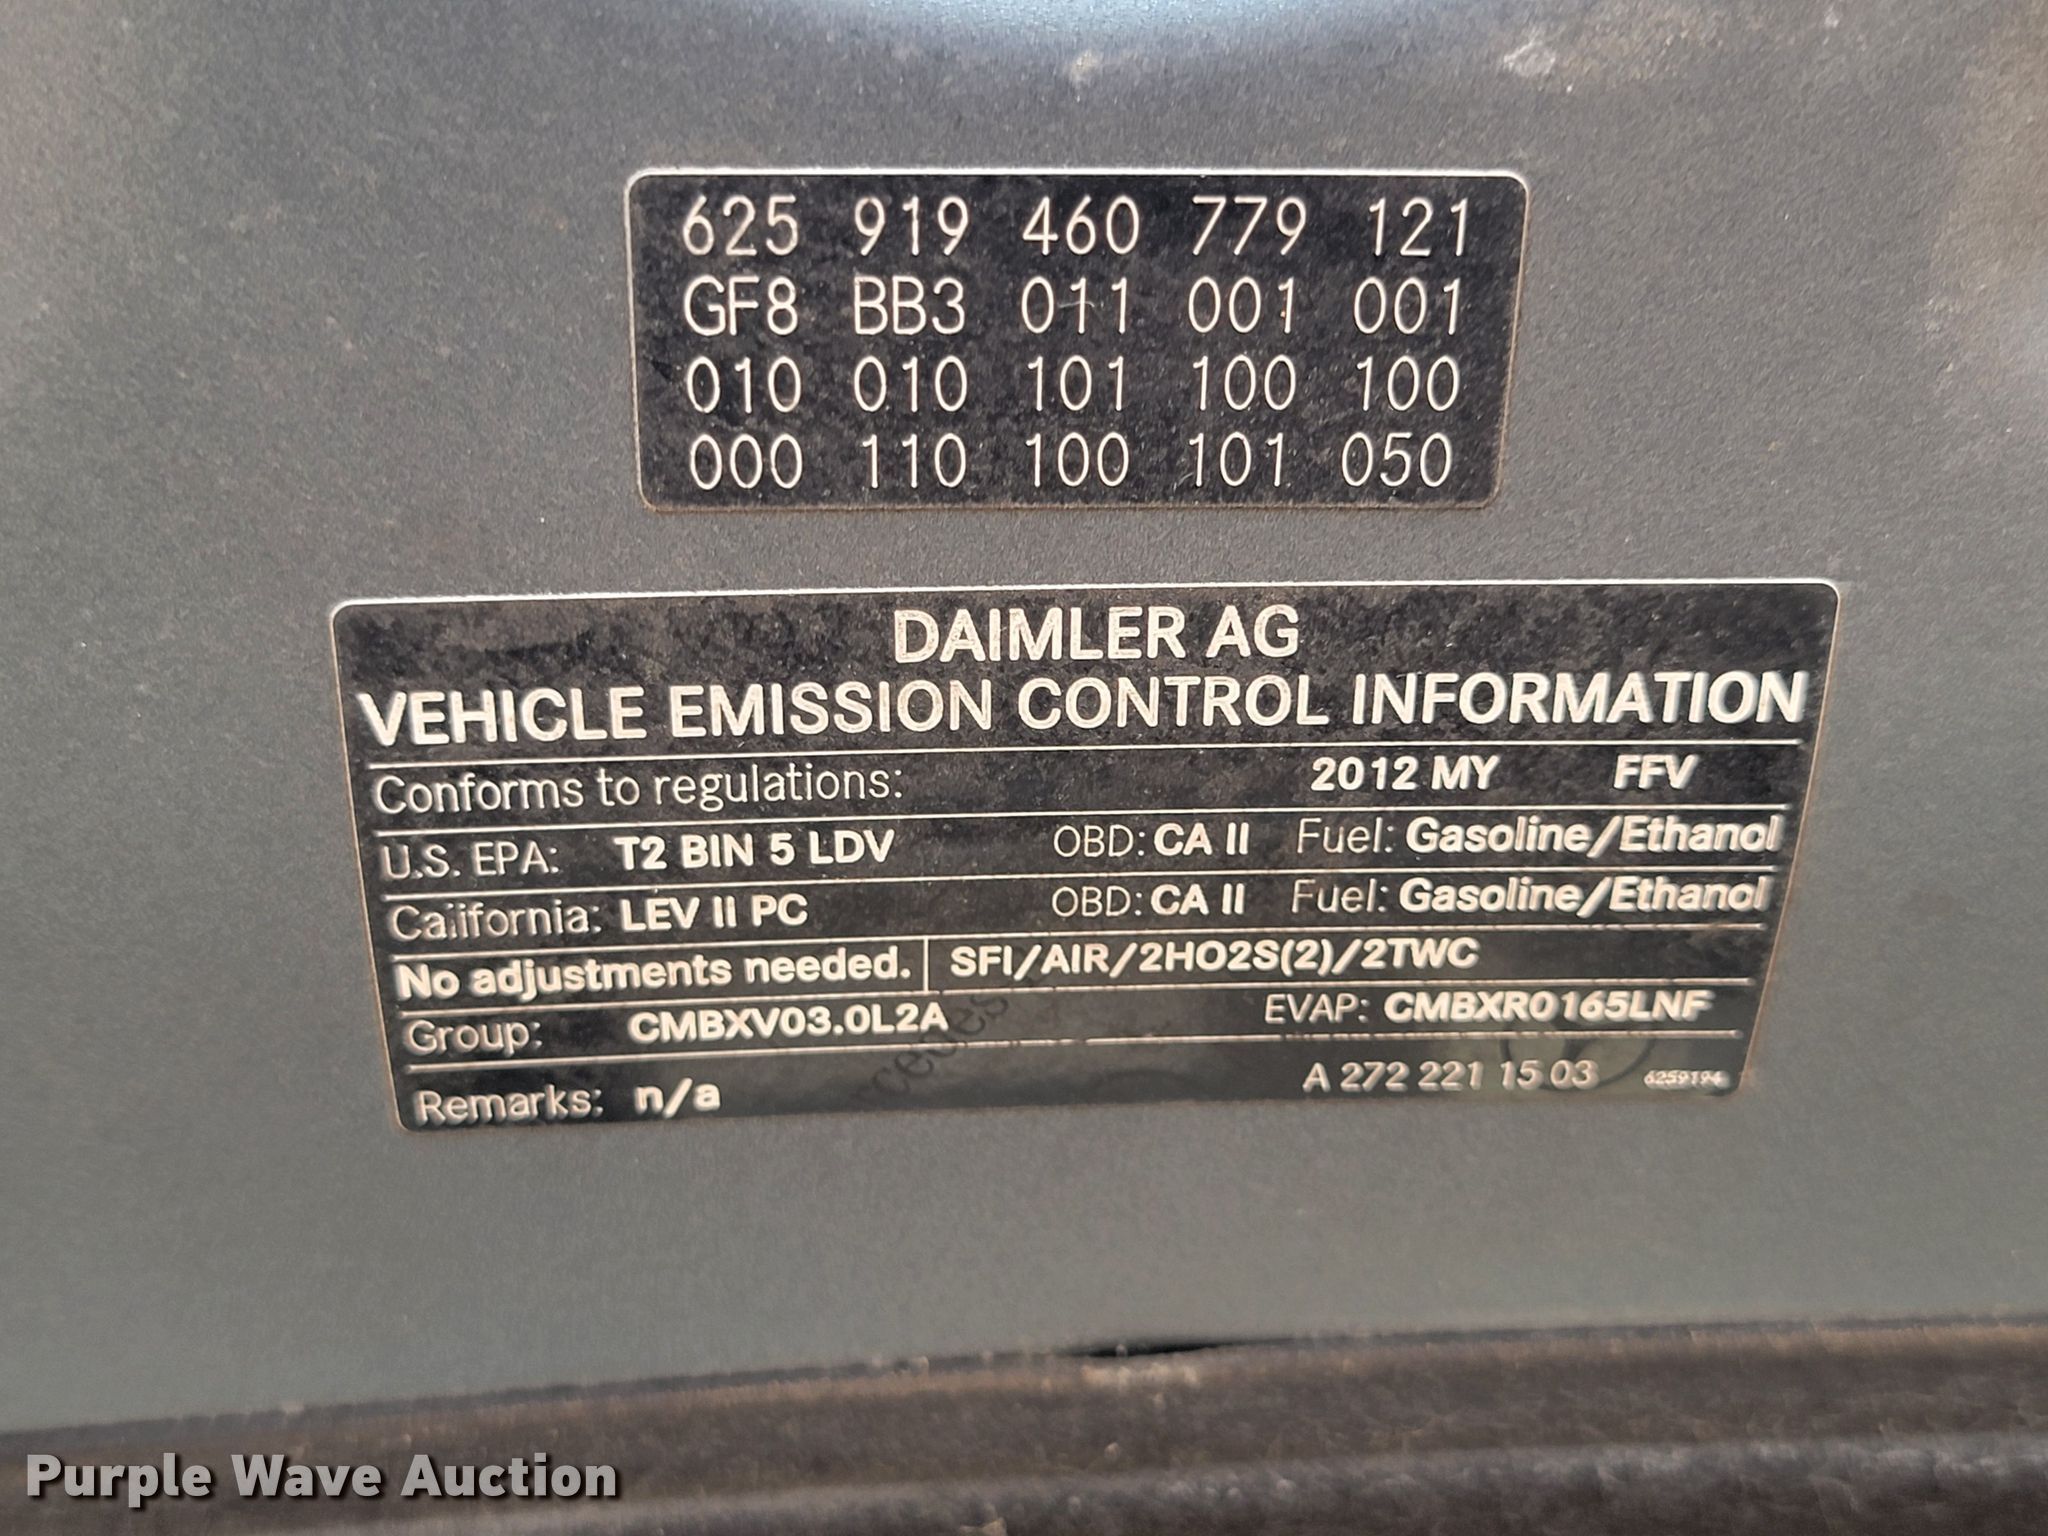 625 919 460 779 121
GF8 BB3 011 001 001
010 010 101 100 100
000 110 100 101 050
DAIMLER AG
VEHICLE EMISSION CONTROL INFORMATION
Conforms to regulations: 2012 MY FFV
U.S. EPA: T2 BIN 5 LDV OBD: CA II Fuel: Gasoline/Ethanol
California: LEV II PC OBD: CA II Fuel: Gasoline/Ethanol
No adjustments needed. SFI/AIR/2HO2S(2)/2TWC
Group: CMBXV03.0L2A EVAP: CMBXR0165LNF
Remarks: n/a A 272 221 15 03 6259194
Purple Wave Auction